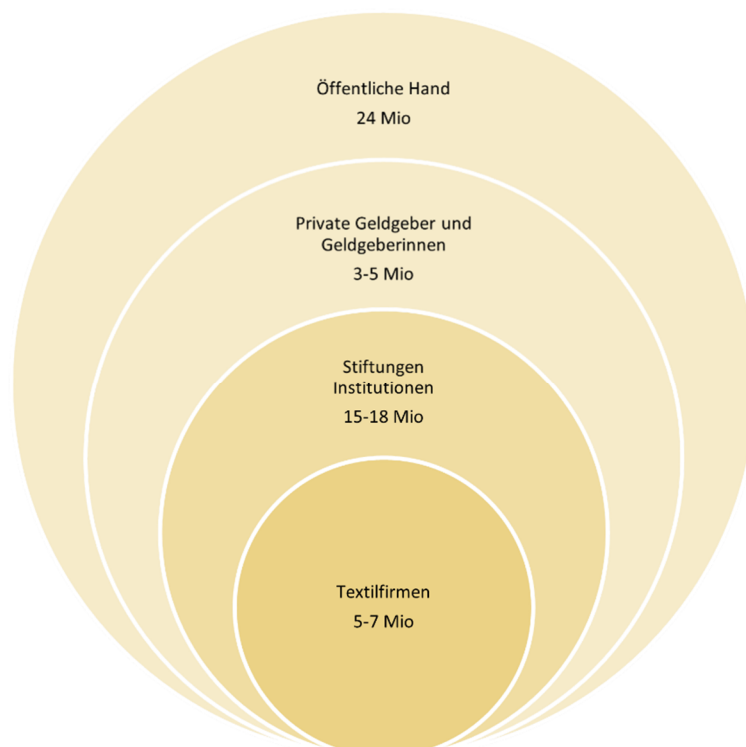 Öffentliche Hand
24 Mio
Private Geldgeber und
Geldgeberinnen
3-5 Mio
Stiftungen
Institutionen
15-18 Mio
Textilfirmen
5-7 Mio